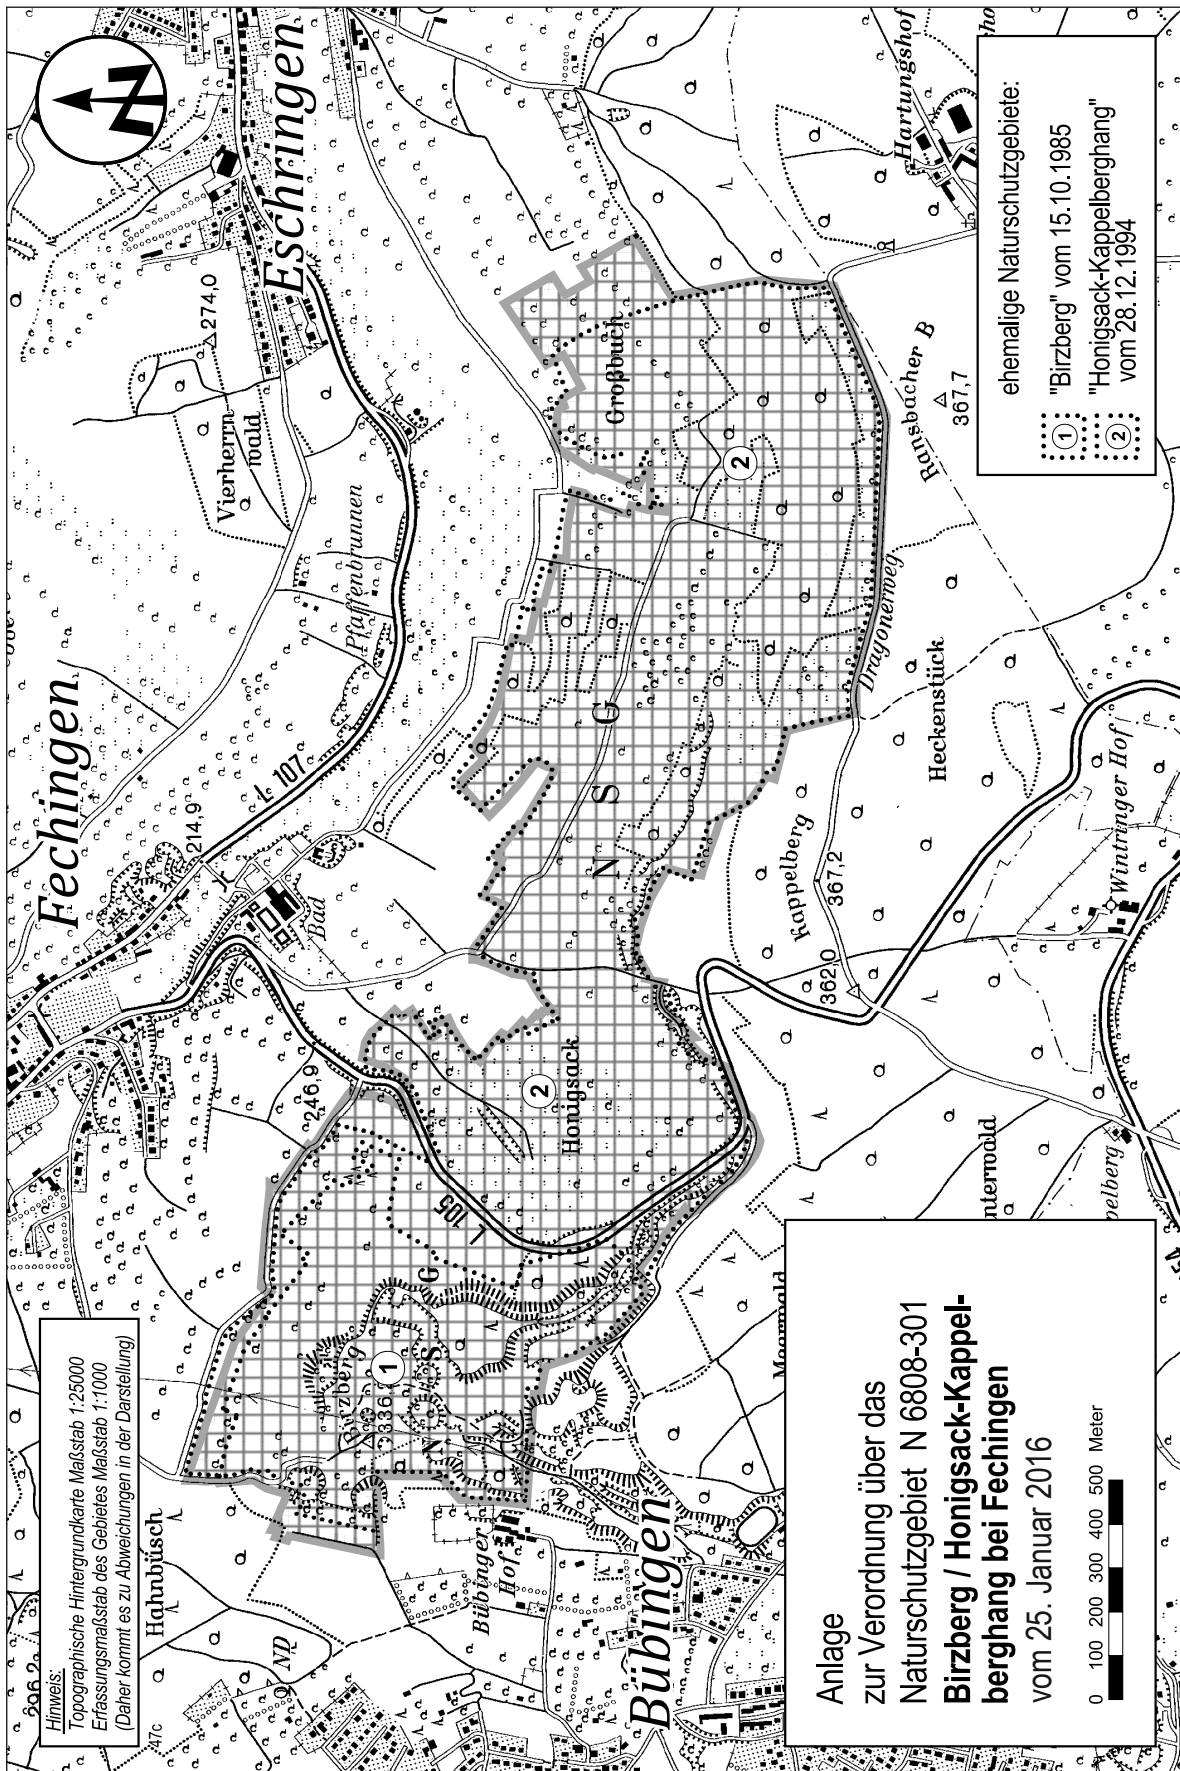 Hinweis:
Topographische Hintergrundkarte Maßstab 1:25000
Erfassungsmaßstab des Gebietes Maßstab 1:1000
(Daher kommt es zu Abweichungen in der Darstellung)
N
Fechingen
Eschringen
Vierherrn
wald
274,0
Pfaffenbrunnen
L 107
214,9
Bad
246,9
L 105
Hahnbüsch
47c
ND
Birzberg
336
1
N S G
Honigsack
2
N S G
Großbuch
2
Bübinger
Hof
Bübingen
Kappelberg
367,2
362,0
Dragonerweg
Heckenstück
Ransbacher B
367,7
Hartungshof
Wintringer Hof
nterwald
pelberg
ehemalige Naturschutzgebiete:
1 "Birzberg" vom 15.10.1985
2 "Honigsack-Kappelberghang"
vom 28.12.1994
Anlage
zur Verordnung über das
Naturschutzgebiet N 6808-301
Birzberg / Honigsack-Kappel-
berghang bei Fechingen
vom 25. Januar 2016
0 100 200 300 400 500 Meter